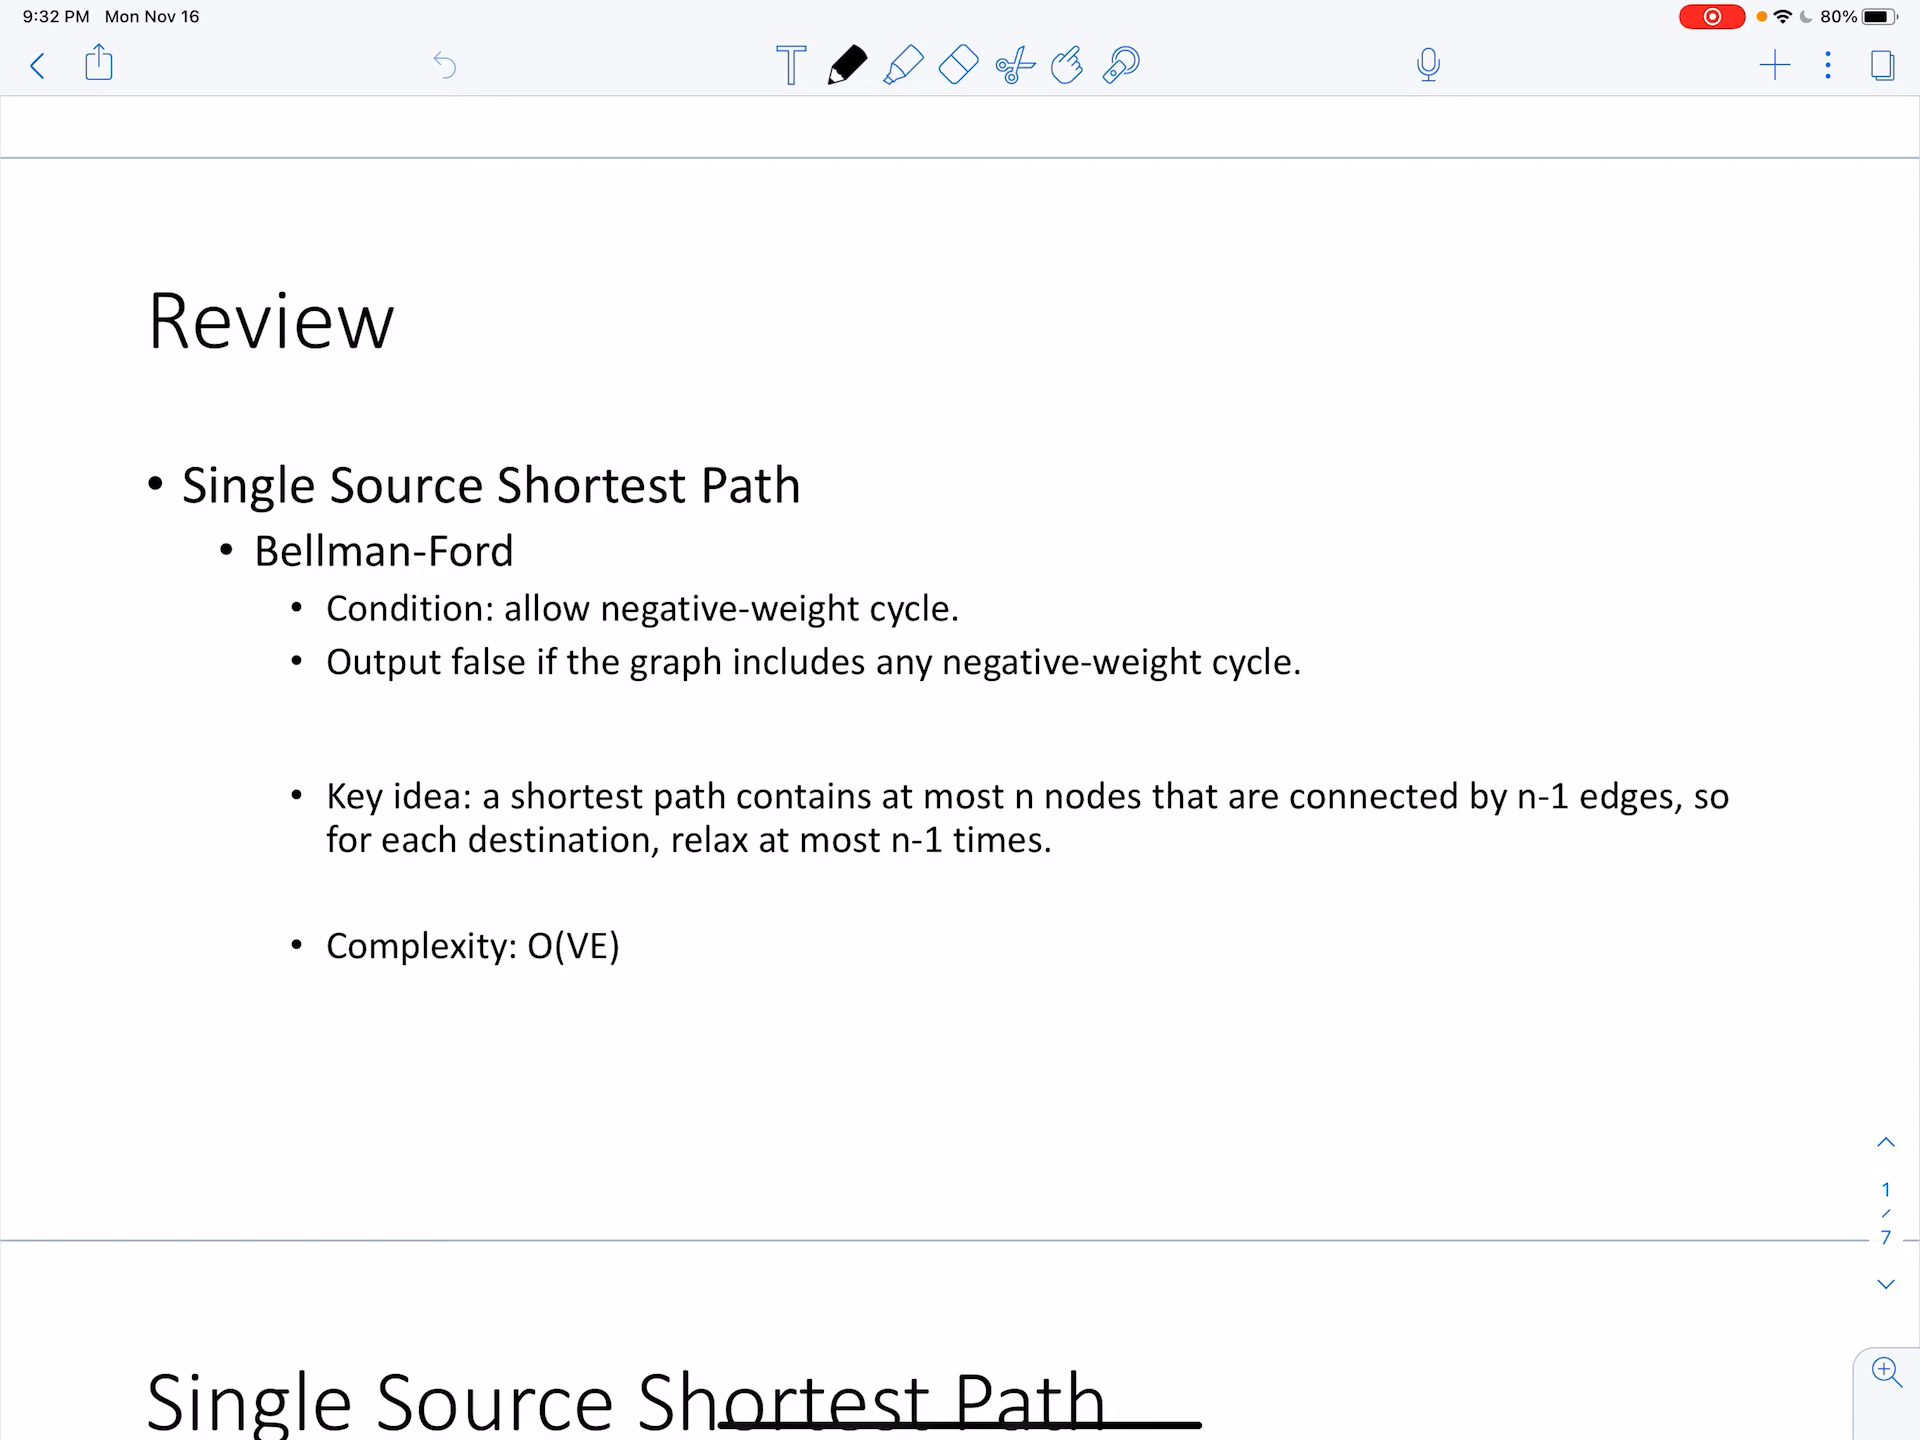 9:32 PM Mon Nov 16
80%
Review
• Single Source Shortest Path
• Bellman-Ford
• Condition: allow negative-weight cycle.
• Output false if the graph includes any negative-weight cycle.
• Key idea: a shortest path contains at most n nodes that are connected by n-1 edges, so
for each destination, relax at most n-1 times.
• Complexity: O(VE)
1
/
7
Single Source Shortest Path